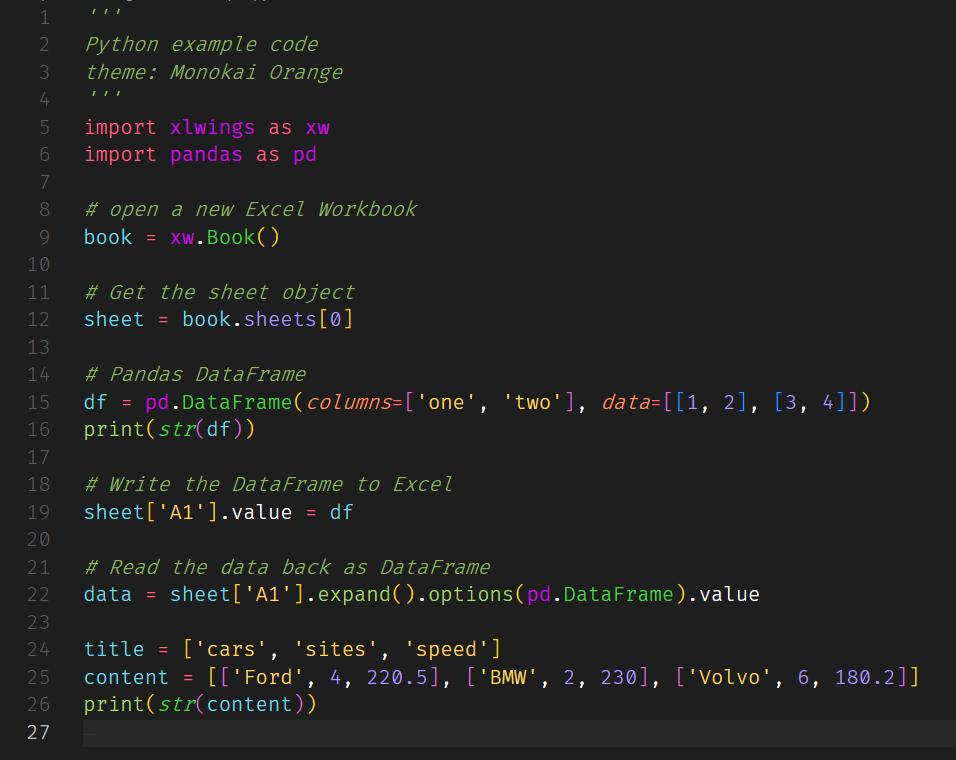 1 '''
2 Python example code
3 theme: Monokai Orange
4 '''
5 import xlwings as xw
6 import pandas as pd
7
8 # open a new Excel Workbook
9 book = xw.Book()
10
11 # Get the sheet object
12 sheet = book.sheets[0]
13
14 # Pandas DataFrame
15 df = pd.DataFrame(columns=['one', 'two'], data=[[1, 2], [3, 4]])
16 print(str(df))
17
18 # Write the DataFrame to Excel
19 sheet['A1'].value = df
20
21 # Read the data back as DataFrame
22 data = sheet['A1'].expand().options(pd.DataFrame).value
23
24 title = ['cars', 'sites', 'speed']
25 content = [['Ford', 4, 220.5], ['BMW', 2, 230], ['Volvo', 6, 180.2]]
26 print(str(content))
27